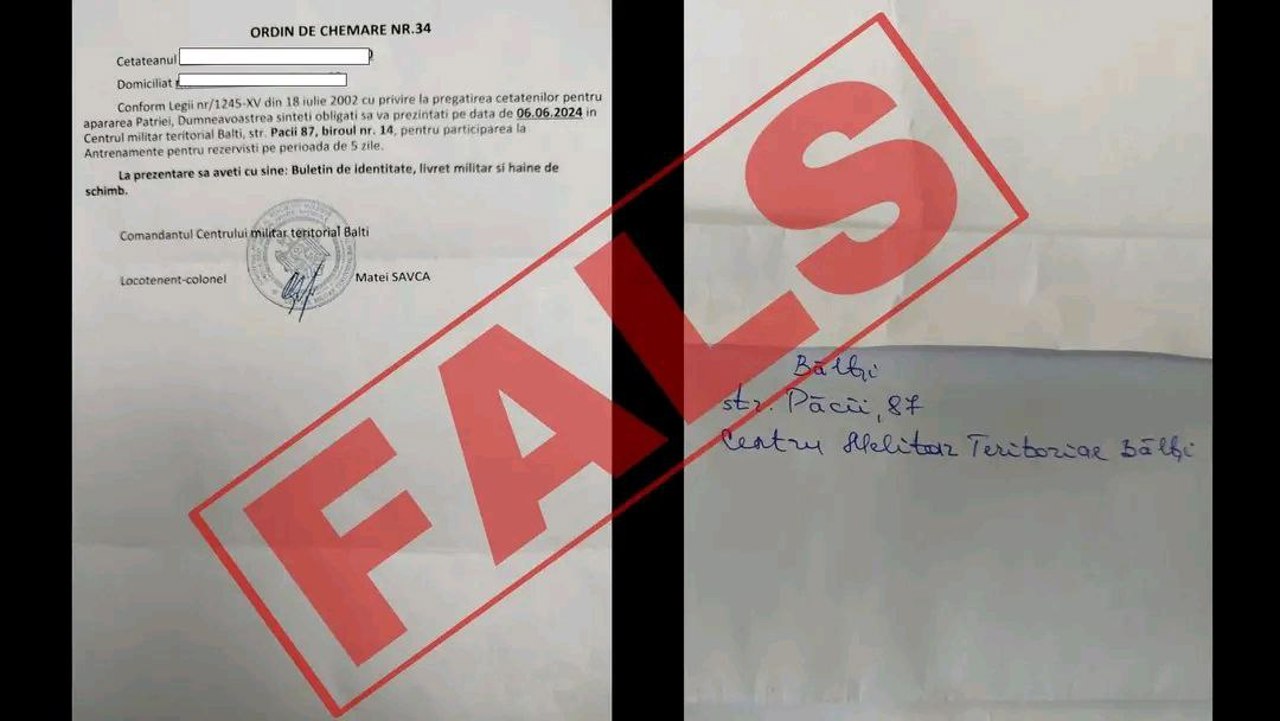 ORDIN DE CHEMARE NR.34
Cetateanul
Domiciliat
Conform Legii nr/1245-XV din 18 iulie 2002 cu privire la pregatirea cetatenilor pentru
apararea Patriei, Dumneavoastrea sinteti obligati sa va prezintati pe data de 06.06.2024 in
Centrul militar teritorial Balti, str. Pacii 87, biroul nr. 14, pentru participarea la
Antrenamente pentru rezervisti pe perioada de 5 zile.
La prezentare sa aveti cu sine: Buletin de identitate, livret militar si haine de
schimb.
Comandantul Centrului militar teritorial Balti
Locotenent-colonel Matei SAVCA
FALS
Bălți
str. Păcii, 87
Centru Militar Teritorial Bălți